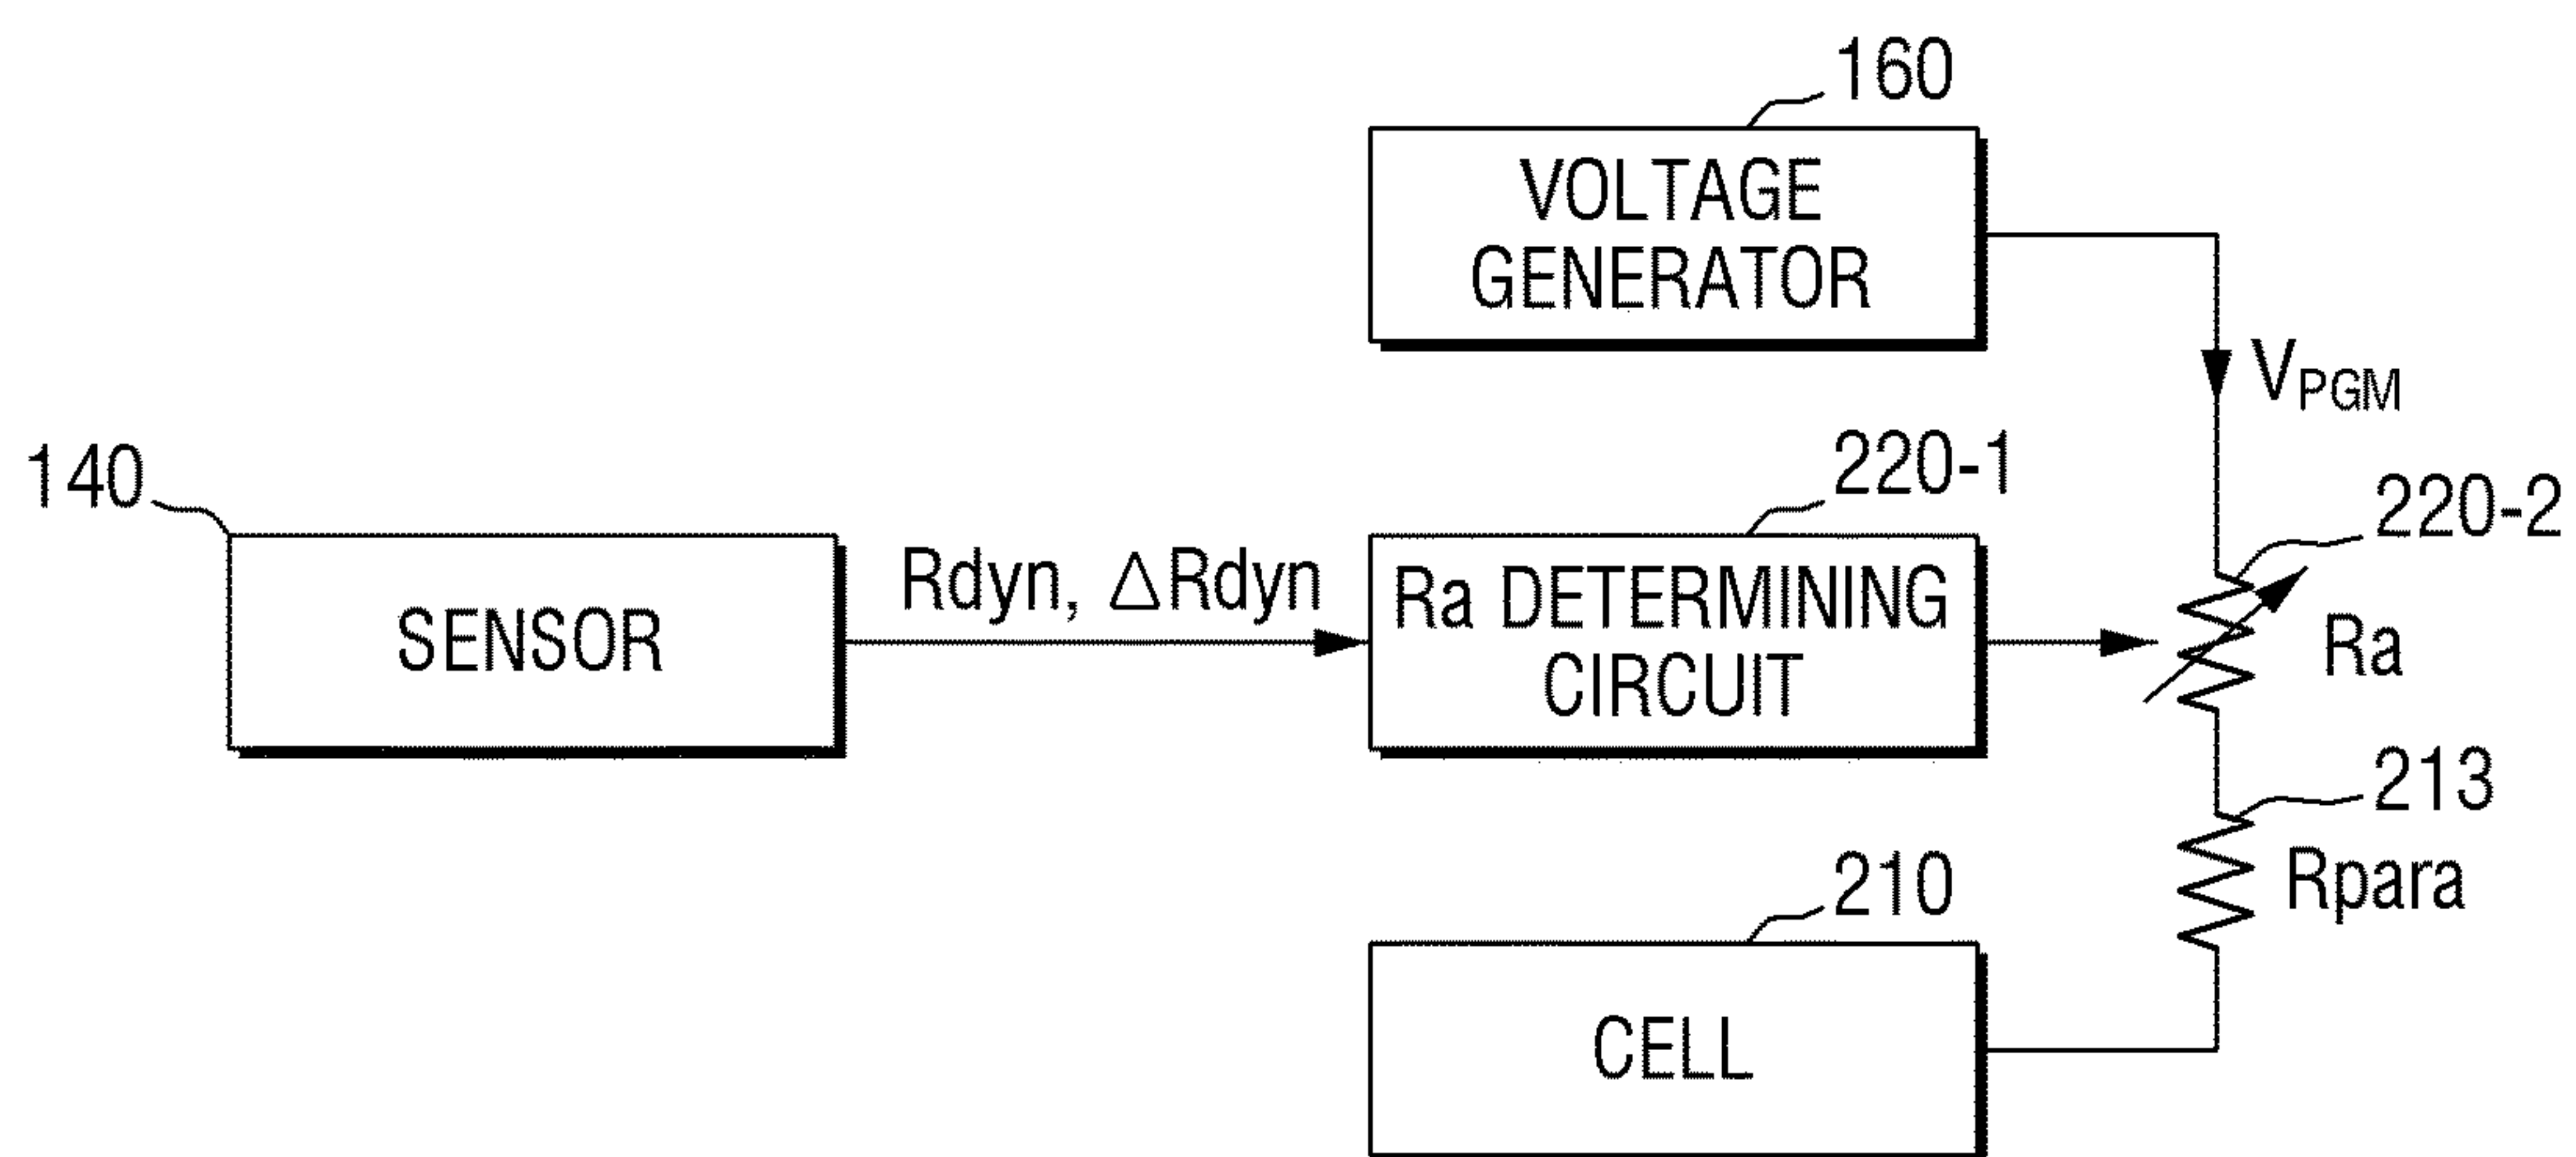 160
VOLTAGE
GENERATOR
VPGM
140
220-1
220-2
SENSOR
Rdyn, ΔRdyn
Ra DETERMINING
CIRCUIT
Ra
213
Rpara
210
CELL